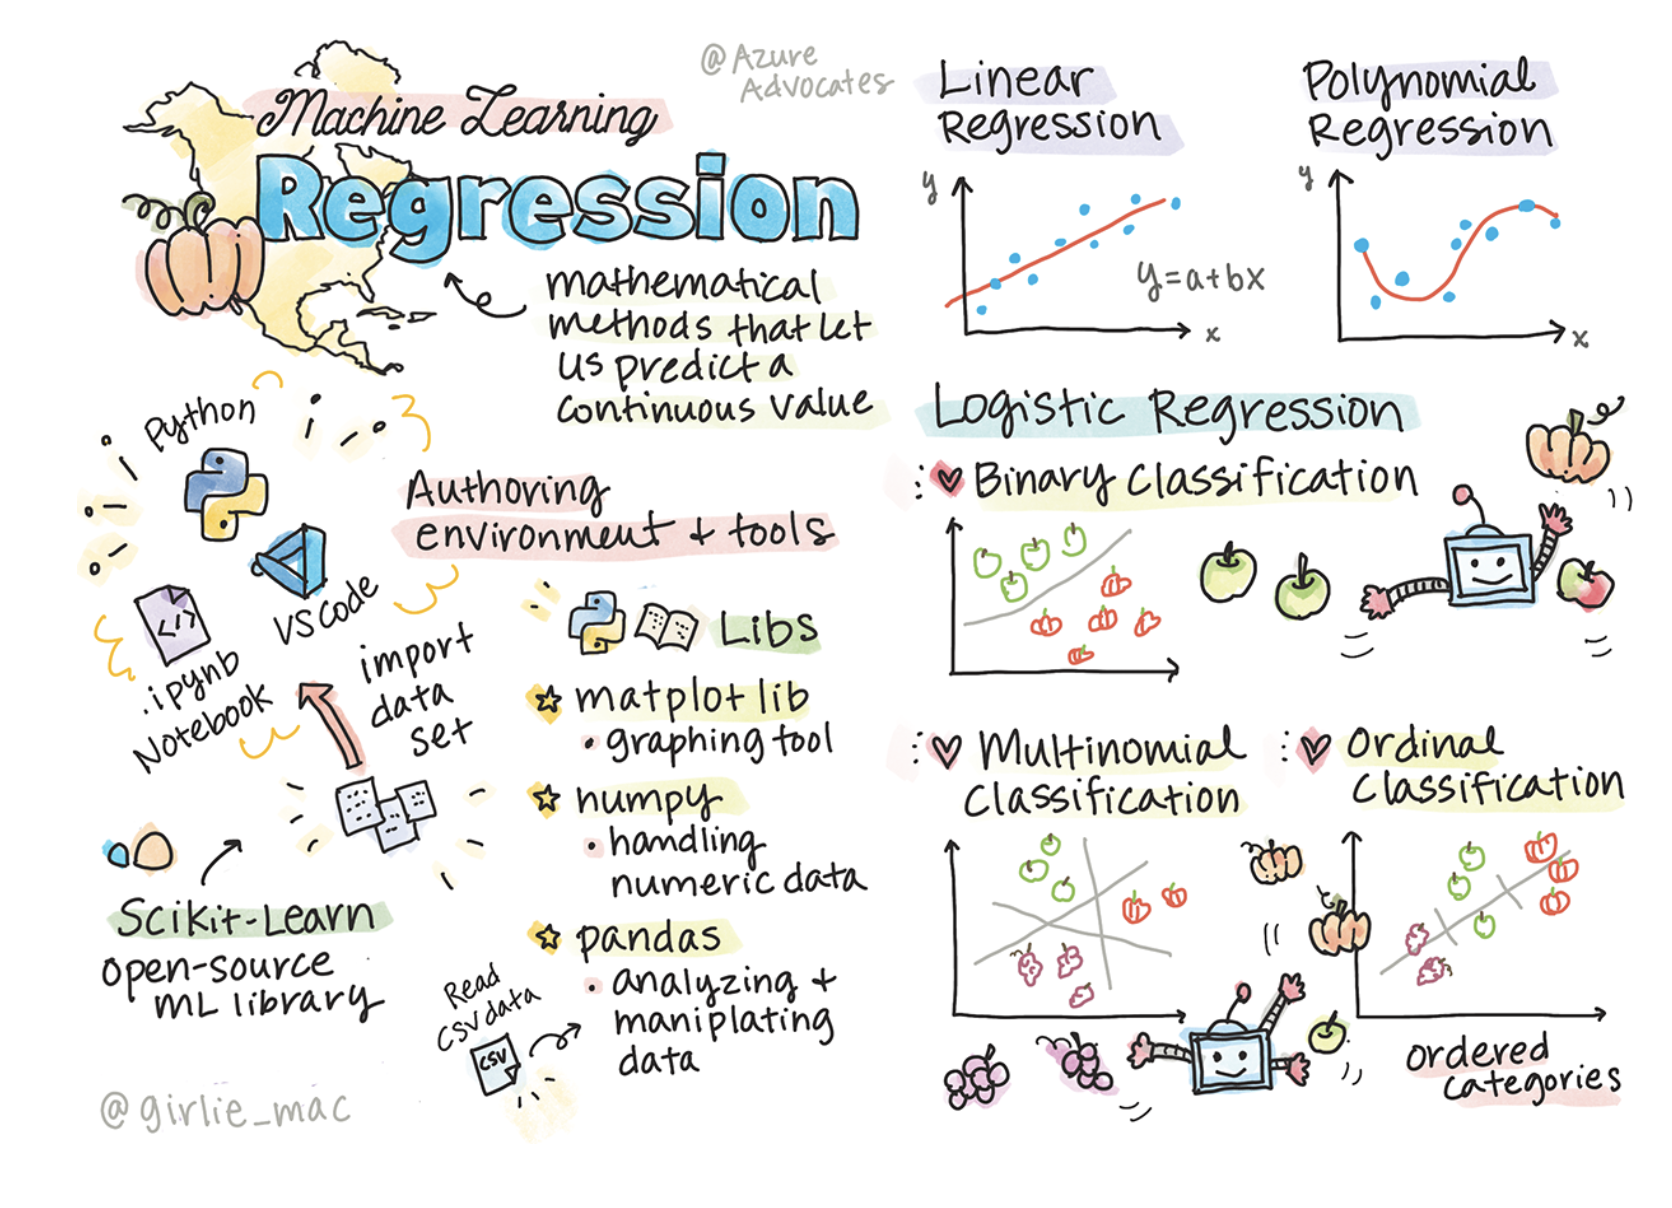 Machine Learning
Regression
mathematical
methods that let
us predict a
continuous value
@Azure
Advocates
Python
VS Code
.ipynb
Notebook
import
data
set
Authoring
environment + tools
Libs
matplot lib
• graphing tool
numpy
• handling
numeric data
pandas
• analyzing +
maniplating
data
Read
CSV data
CSV
Scikit-Learn
open-source
ML library
@girlie_mac
Linear
Regression
y
y=a+bx
x
Polynomial
Regression
y
x
Logistic Regression
Binary Classification
Multinomial
Classification
Ordinal
Classification
ordered
categories